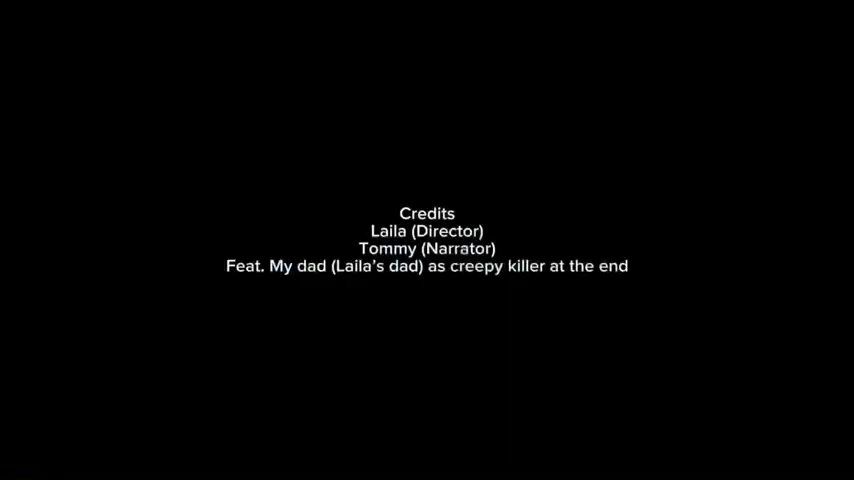 Credits
Laila (Director)
Tommy (Narrator)
Feat. My dad (Laila’s dad) as creepy killer at the end